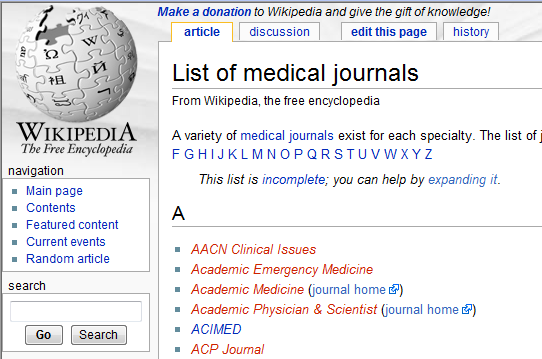 Make a donation to Wikipedia and give the gift of knowledge!
article discussion edit this page history
WIKIPEDIA
The Free Encyclopedia
navigation
Main page
Contents
Featured content
Current events
Random article
search
Go Search
List of medical journals
From Wikipedia, the free encyclopedia
A variety of medical journals exist for each specialty. The list of
F G H I J K L M N O P Q R S T U V W X Y Z
This list is incomplete; you can help by expanding it.
A
AACN Clinical Issues
Academic Emergency Medicine
Academic Medicine (journal home)
Academic Physician & Scientist (journal home)
ACIMED
ACP Journal